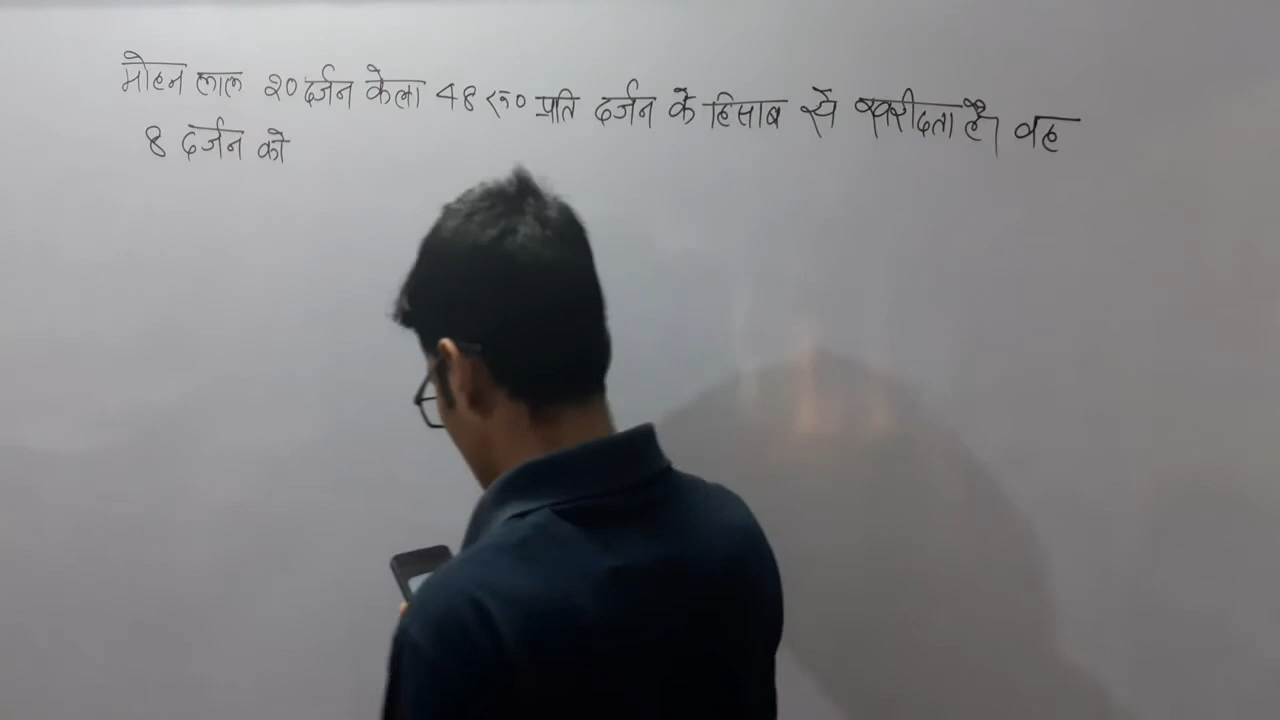 मोहन लाल २० दर्जन केला 48 रू० प्रति दर्जन के हिसाब से खरीदता है। वह
8 दर्जन को